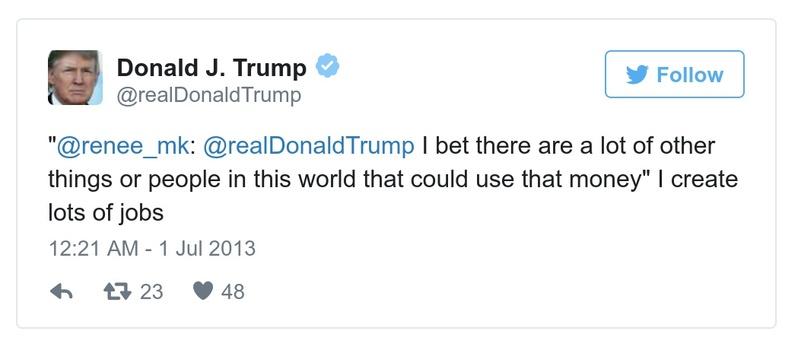 Donald J. Trump
@realDonaldTrump
Follow
"@renee_mk: @realDonaldTrump I bet there are a lot of other
things or people in this world that could use that money" I create
lots of jobs
12:21 AM - 1 Jul 2013
23 48